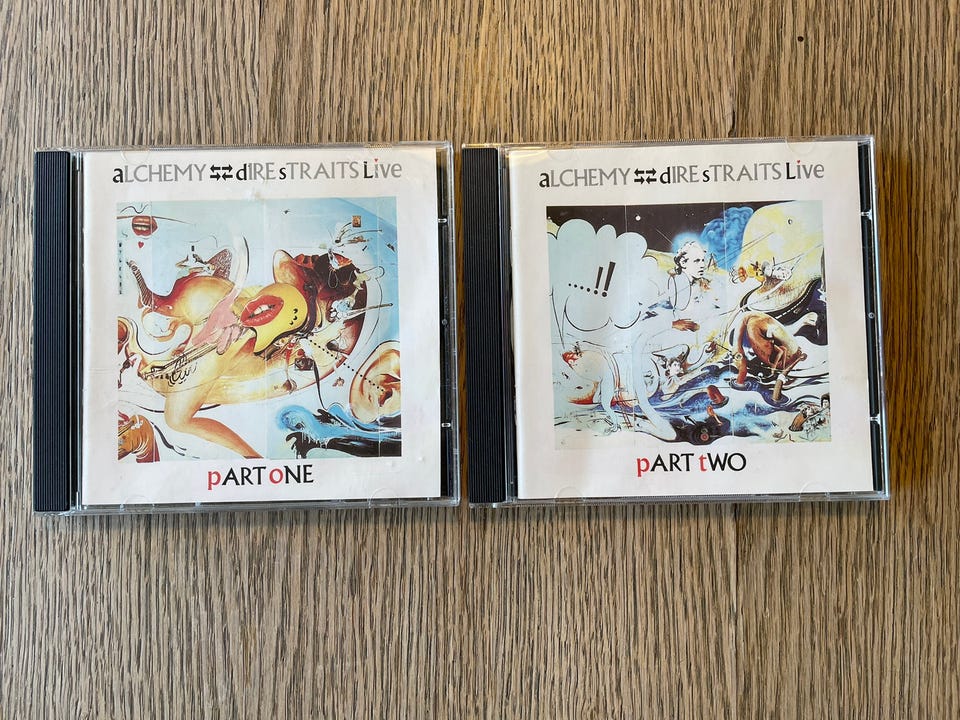 aLCHEMY ⇆ dIRE sTRAITS Live
pART oNE
aLCHEMY ⇆ dIRE sTRAITS Live
.....!!
pART tWO